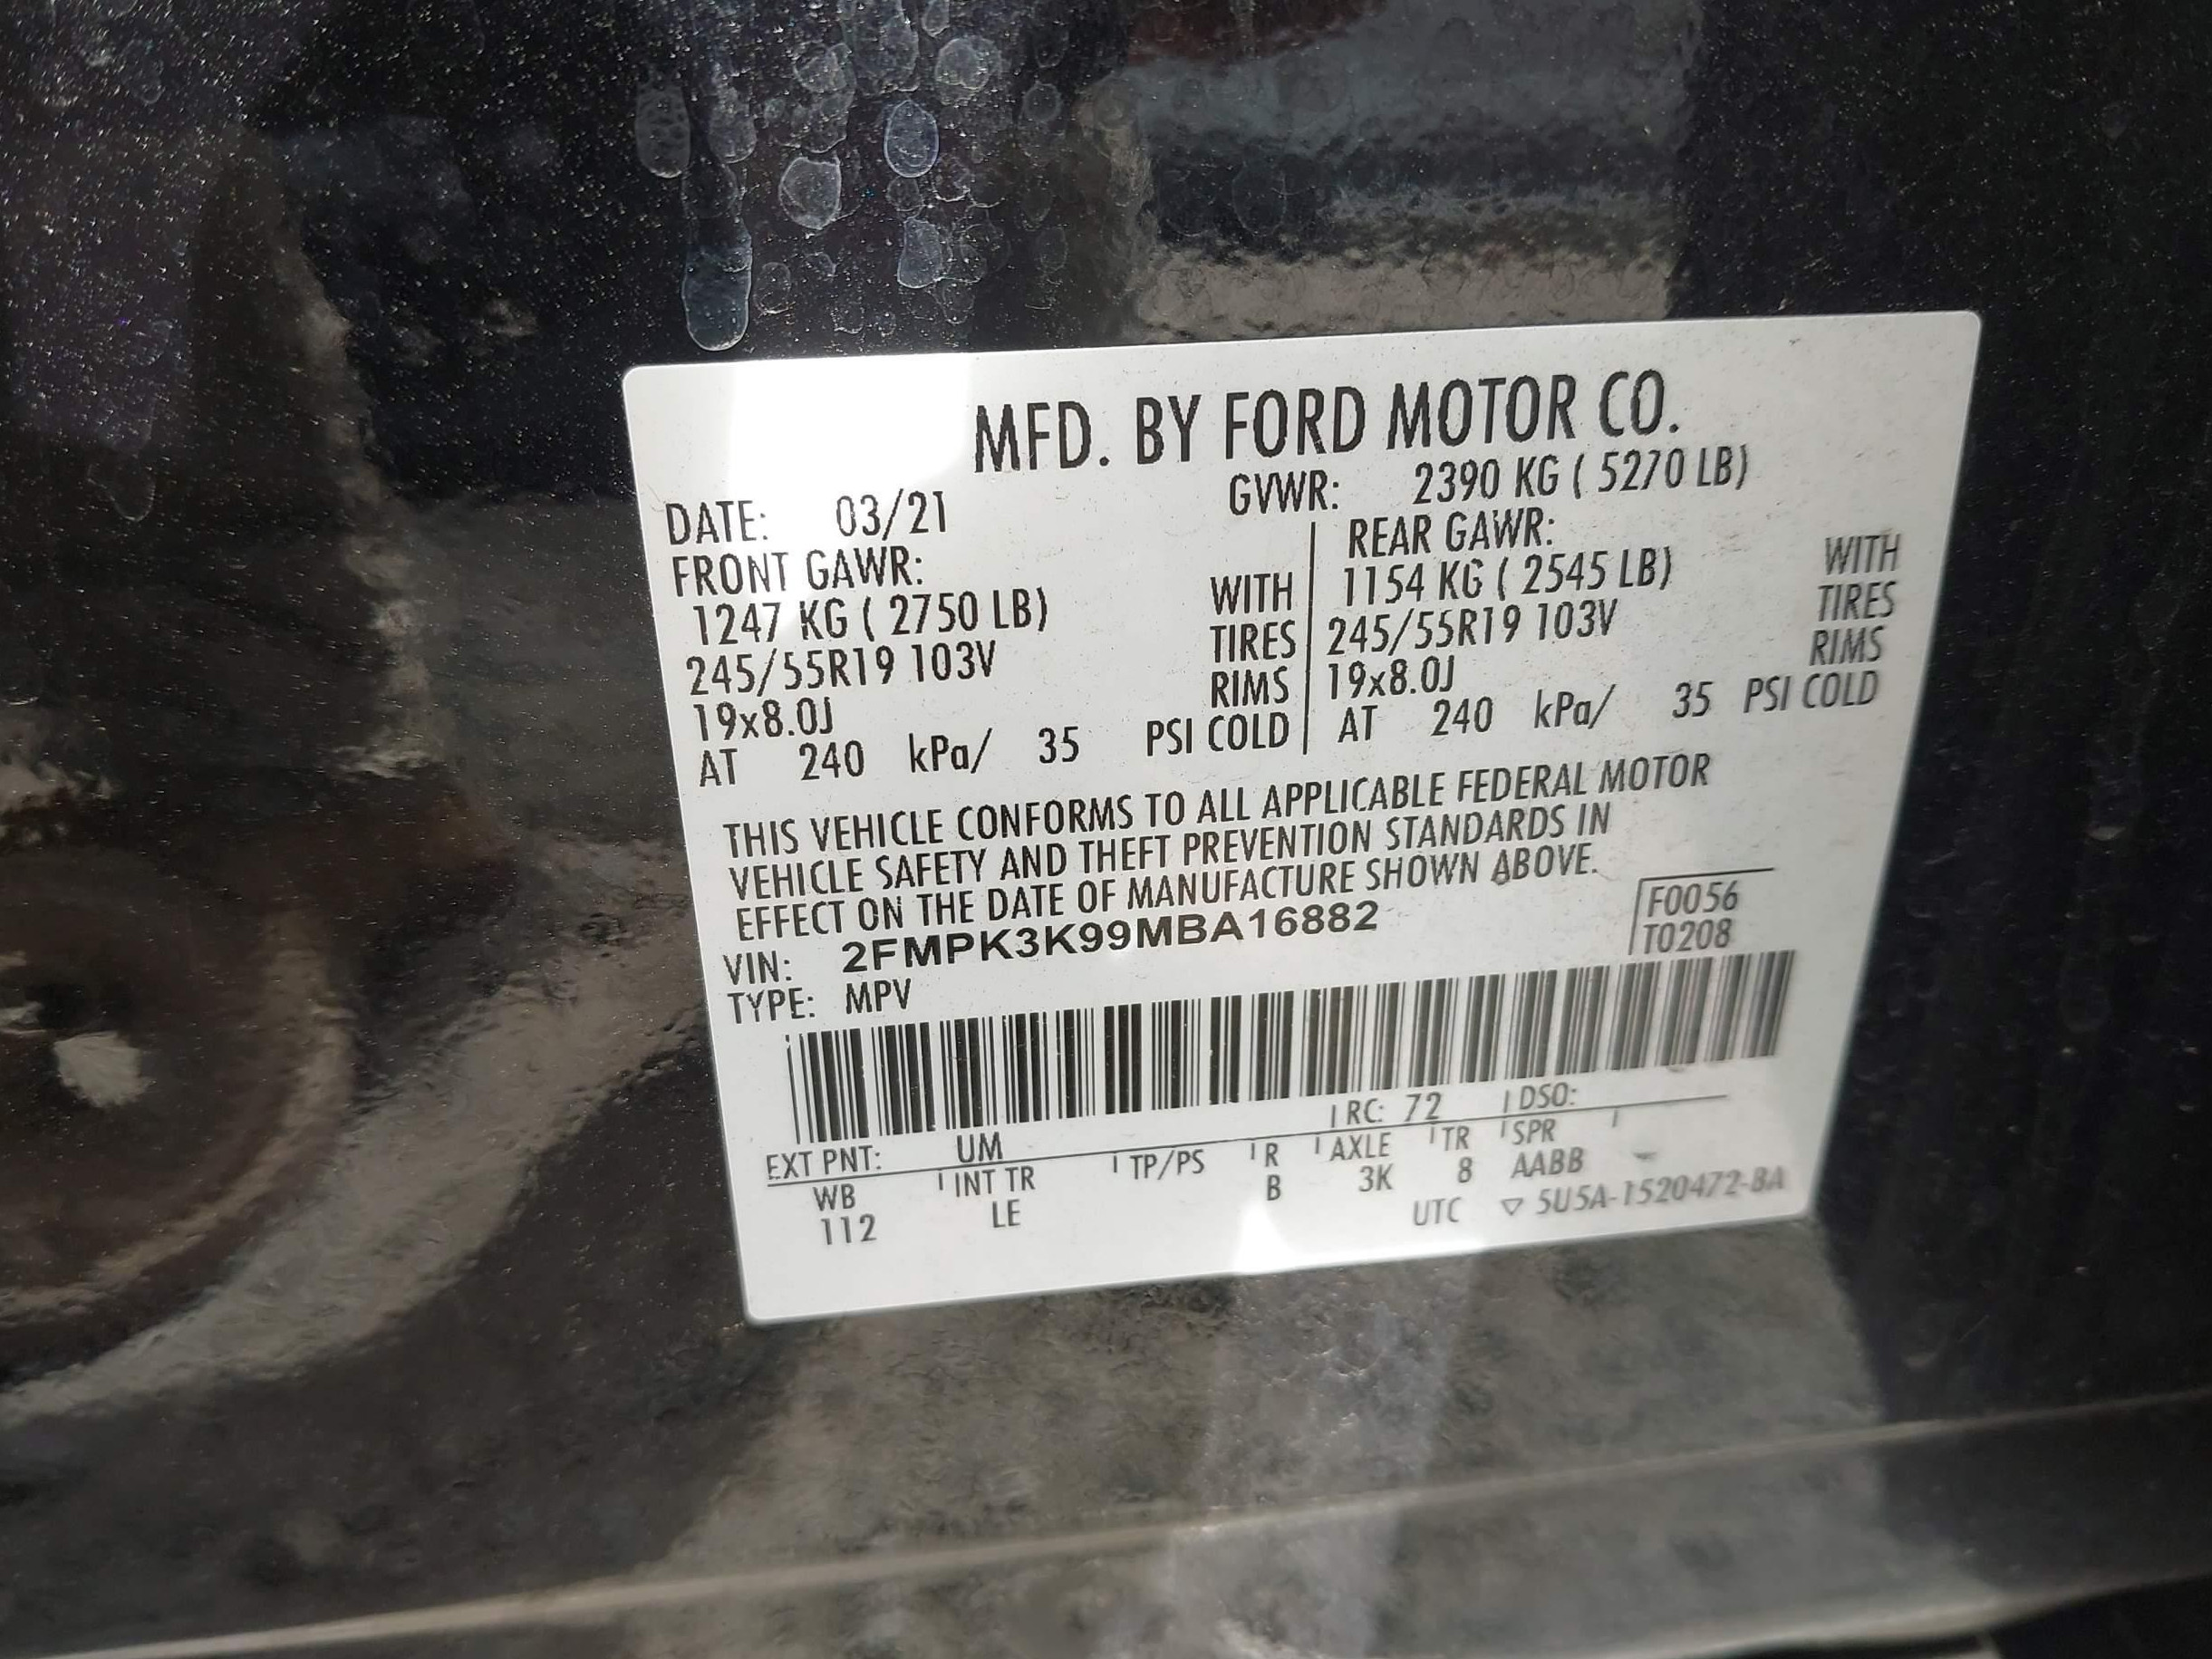 MFD. BY FORD MOTOR CO.
DATE: 03/21 GVWR: 2390 KG ( 5270 LB)
FRONT GAWR: REAR GAWR:
1247 KG ( 2750 LB) WITH 1154 KG ( 2545 LB) WITH
245/55R19 103V TIRES 245/55R19 103V TIRES
19x8.0J RIMS 19x8.0J RIMS
AT 240 kPa/ 35 PSI COLD AT 240 kPa/ 35 PSI COLD
THIS VEHICLE CONFORMS TO ALL APPLICABLE FEDERAL MOTOR
VEHICLE SAFETY AND THEFT PREVENTION STANDARDS IN
EFFECT ON THE DATE OF MANUFACTURE SHOWN ABOVE.
VIN: 2FMPK3K99MBA16882 F0056
TYPE: MPV T0208
EXT PNT: UM RC: 72 DSO:
WB INT TR TP/PS R AXLE TR SPR
112 LE B 3K 8 AABB
UTC ▽ 5U5A-1520472-BA